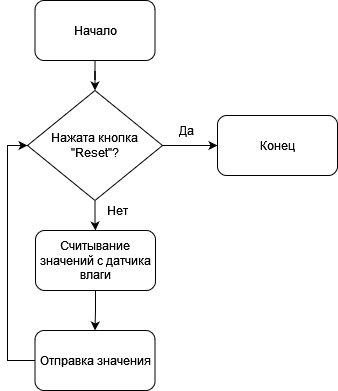 Начало
Нажата кнопка
"Reset"?
Да
Конец
Нет
Считывание
значений с датчика
влаги
Отправка значения